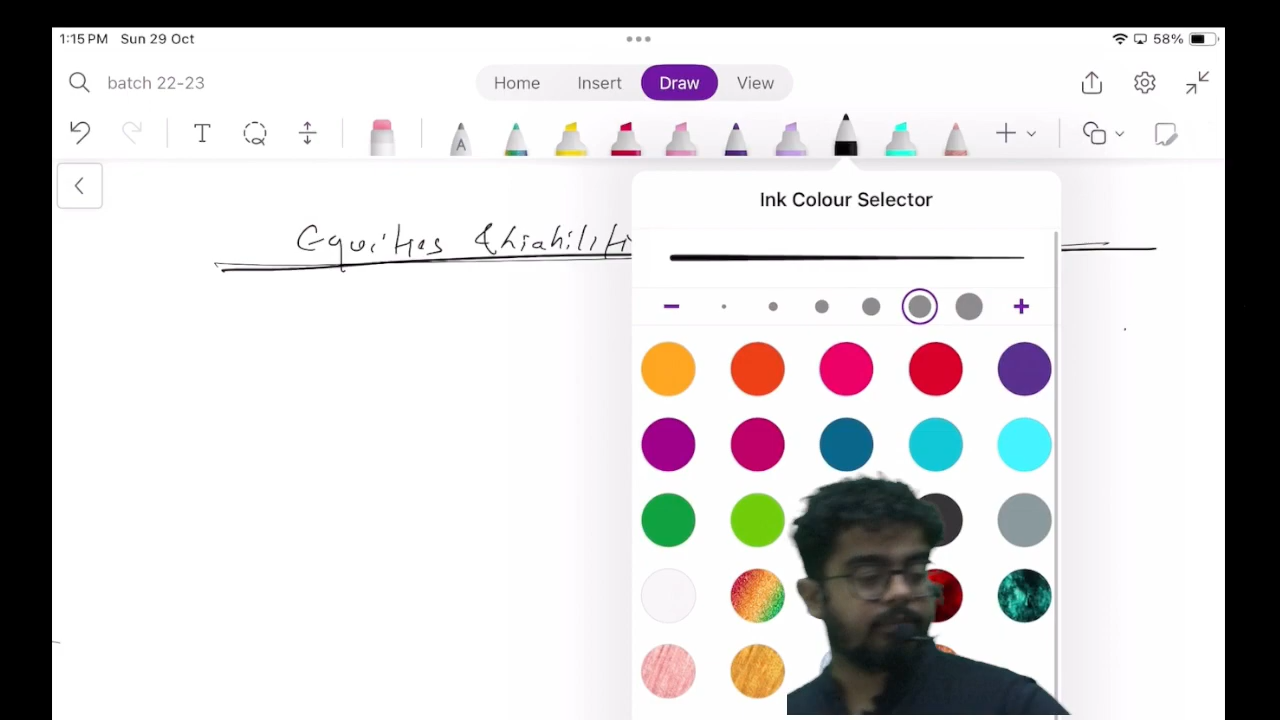 1:15 PM Sun 29 Oct
58%
batch 22-23
Home Insert Draw View
T
A
Ink Colour Selector
Equities & Liabiliti